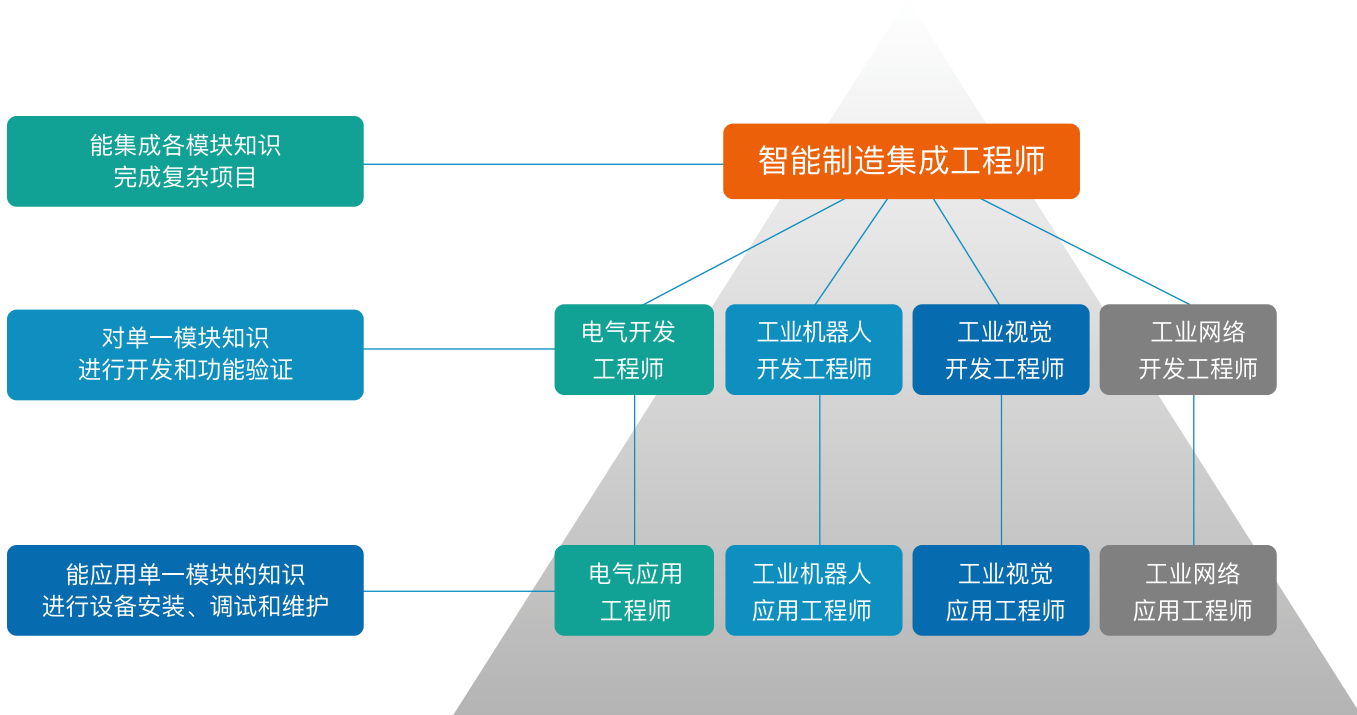 能集成各模块知识
完成复杂项目
智能制造集成工程师
对单一模块知识
进行开发和功能验证
电气开发
工程师
工业机器人
开发工程师
工业视觉
开发工程师
工业网络
开发工程师
能应用单一模块的知识
进行设备安装、调试和维护
电气应用
工程师
工业机器人
应用工程师
工业视觉
应用工程师
工业网络
应用工程师